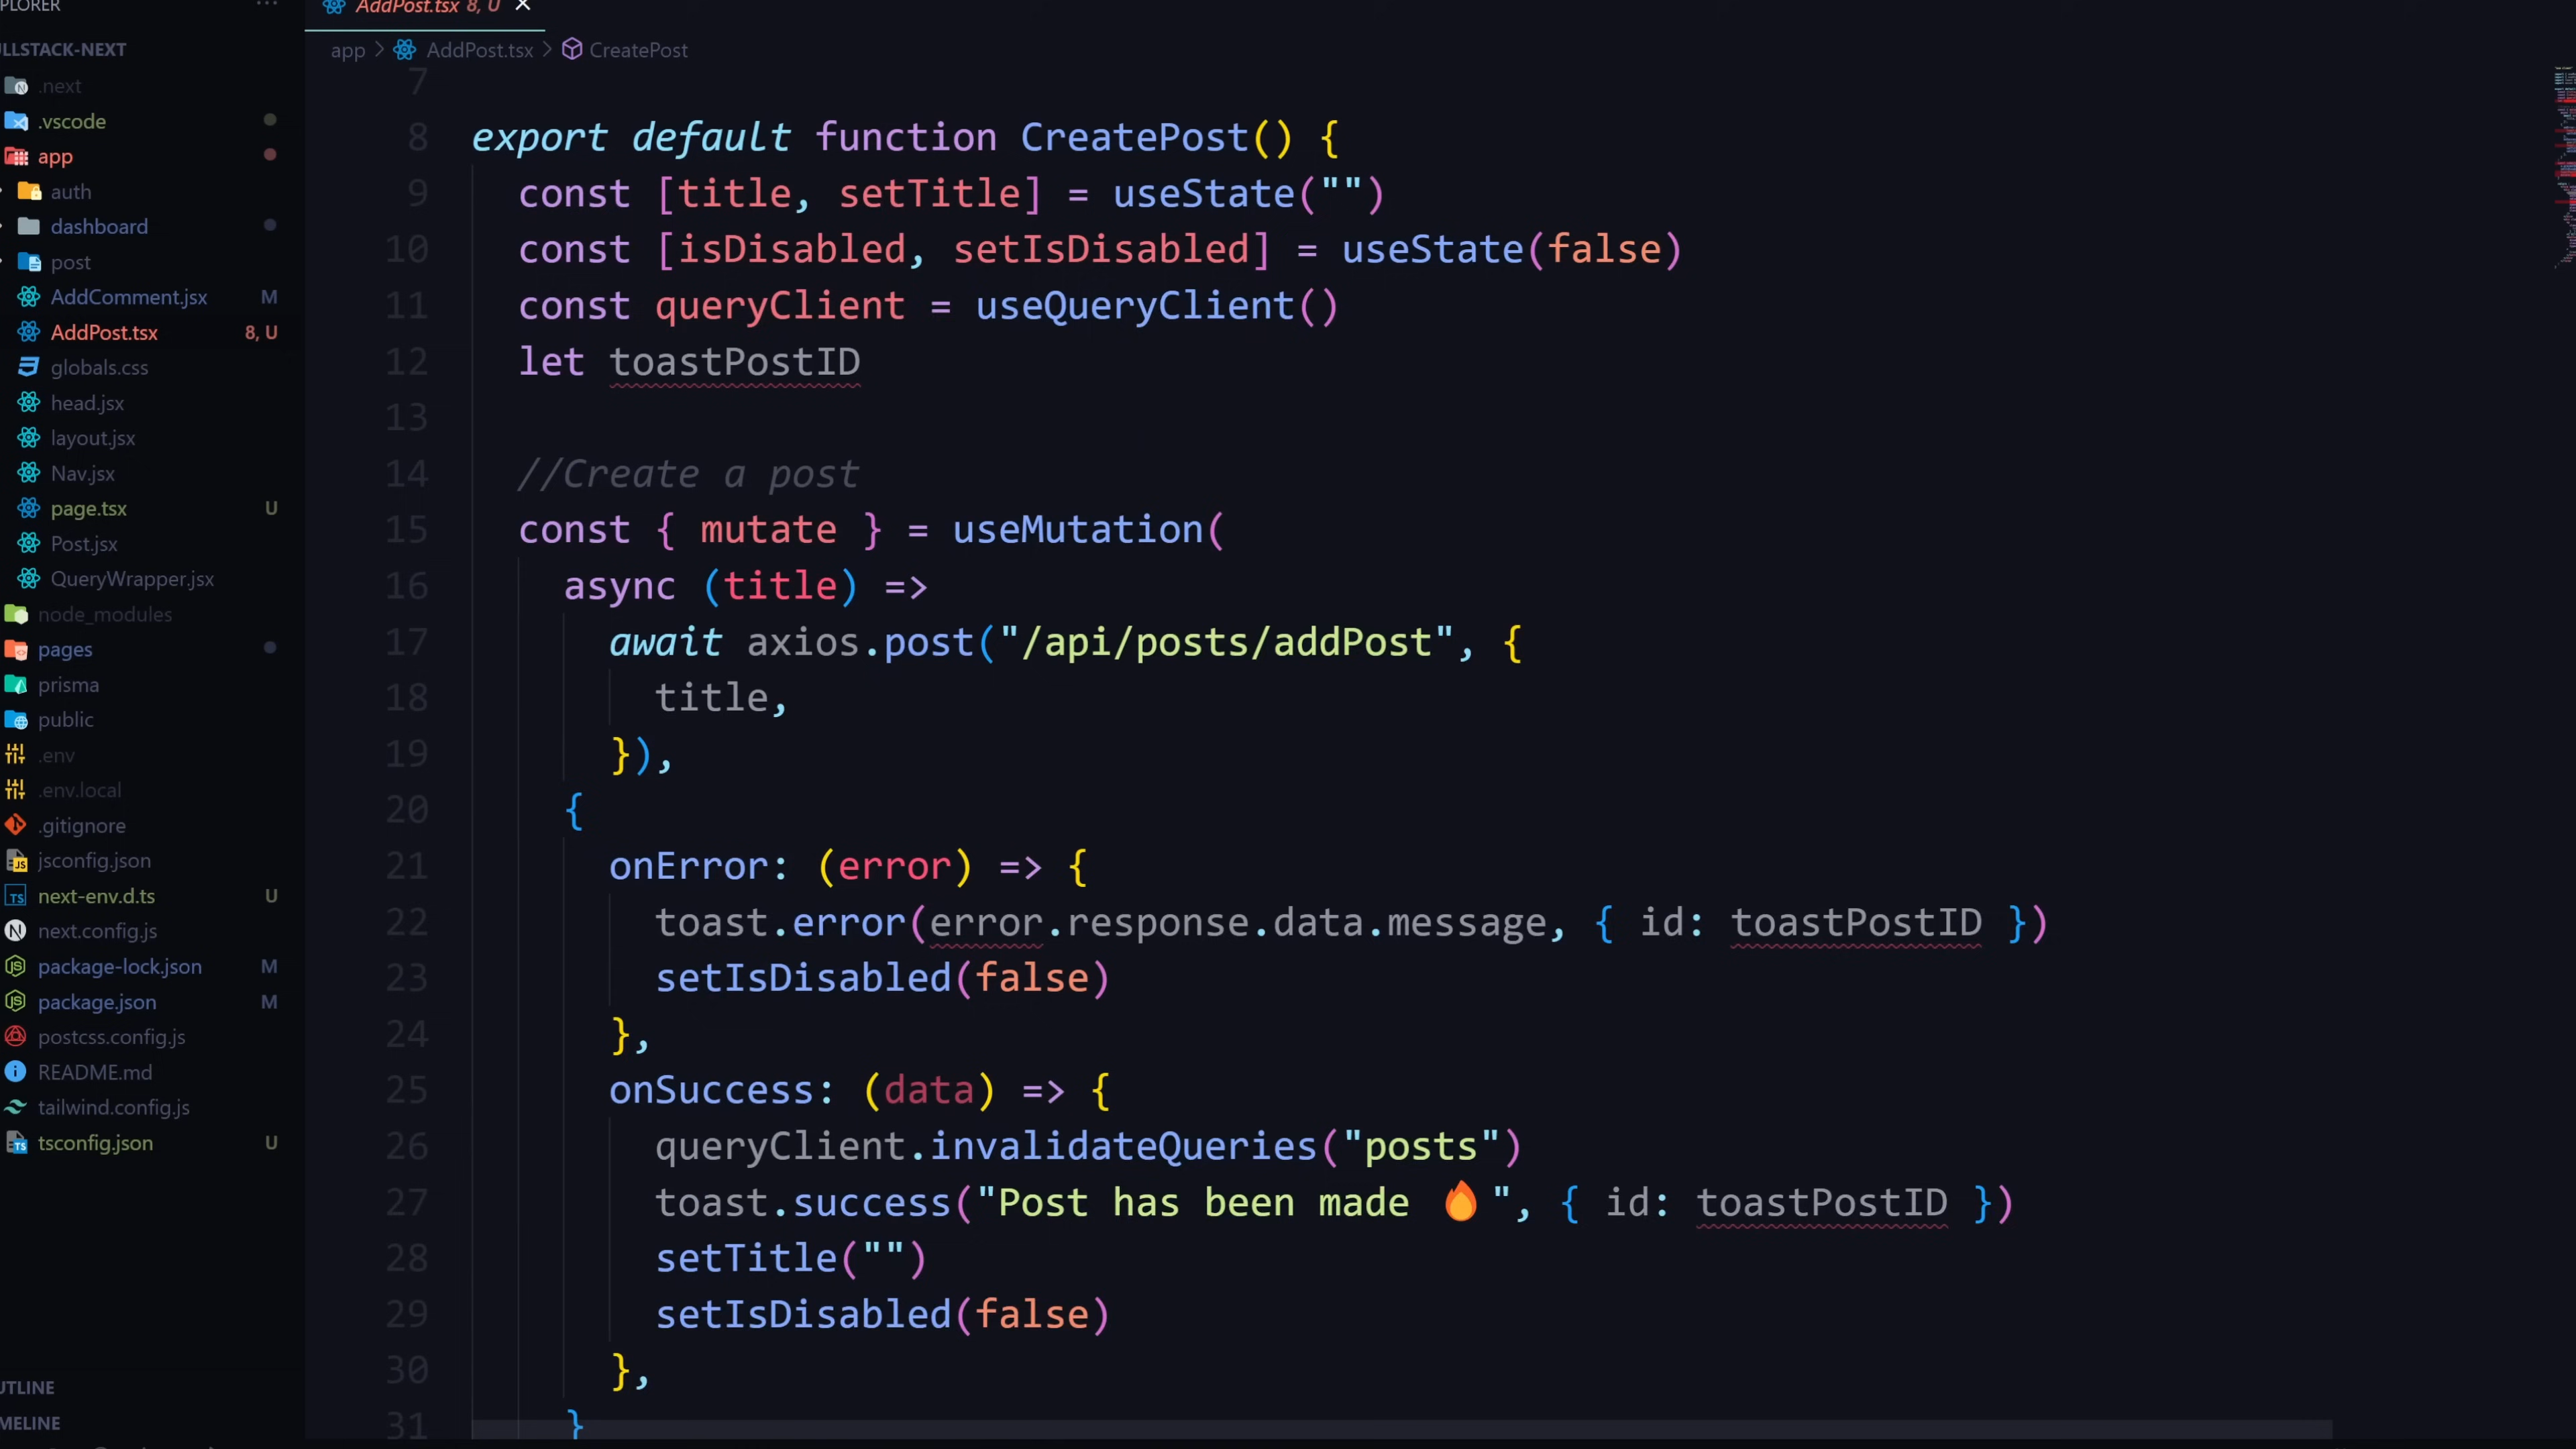 PLORER ...
AddPost.tsx 8, U ×
LLSTACK-NEXT
app > AddPost.tsx > CreatePost
.next
.vscode
app
auth
dashboard
post
AddComment.jsx M
AddPost.tsx 8, U
globals.css
head.jsx
layout.jsx
Nav.jsx
page.tsx U
Post.jsx
QueryWrapper.jsx
node_modules
pages
prisma
public
.env
.env.local
.gitignore
jsconfig.json
next-env.d.ts U
next.config.js
package-lock.json M
package.json M
postcss.config.js
README.md
tailwind.config.js
tsconfig.json U
UTLINE
MELINE
7
8 export default function CreatePost() {
9 const [title, setTitle] = useState("")
10 const [isDisabled, setIsDisabled] = useState(false)
11 const queryClient = useQueryClient()
12 let toastPostID
13
14 //Create a post
15 const { mutate } = useMutation(
16 async (title) =>
17 await axios.post("/api/posts/addPost", {
18 title,
19 }),
20 {
21 onError: (error) => {
22 toast.error(error.response.data.message, { id: toastPostID })
23 setIsDisabled(false)
24 },
25 onSuccess: (data) => {
26 queryClient.invalidateQueries("posts")
27 toast.success("Post has been made 🔥", { id: toastPostID })
28 setTitle("")
29 setIsDisabled(false)
30 },
31 }